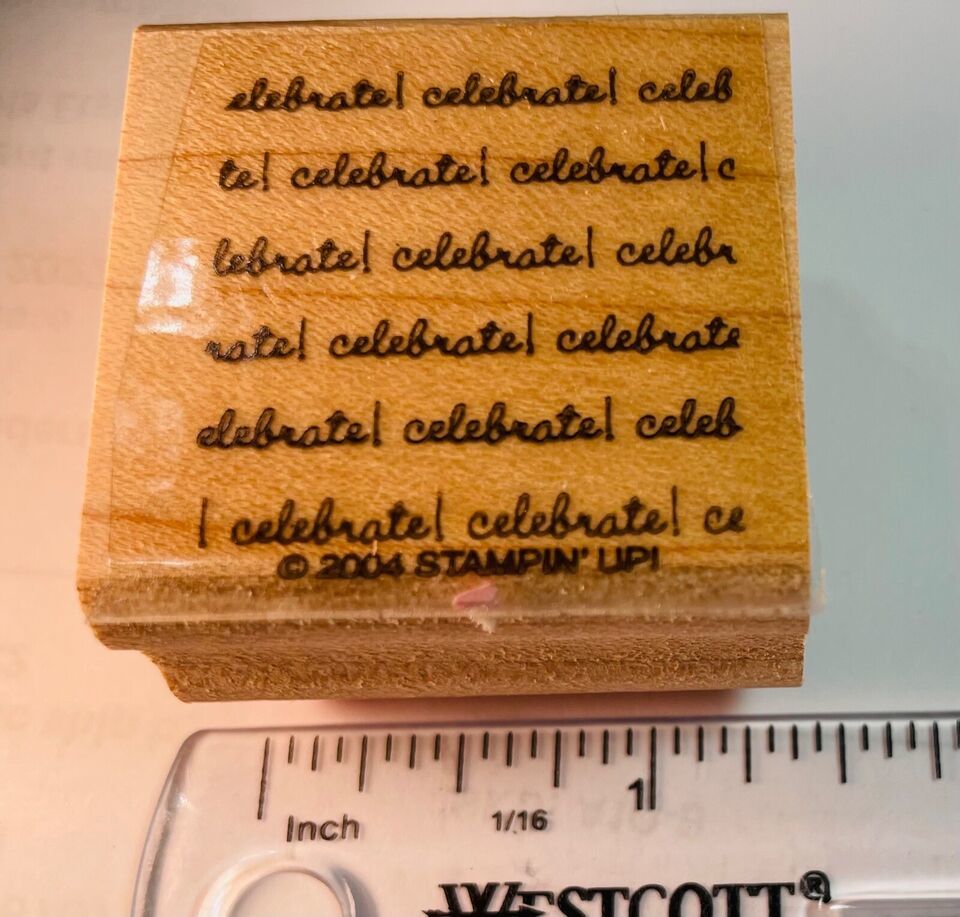 elebrate! celebrate! celeb
te! celebrate! celebrate! c
lebrate! celebrate! celebr
rate! celebrate! celebrate
elebrate! celebrate! celeb
! celebrate! celebrate! ce
© 2004 STAMPIN' UP!
1
Inch
1/16
WESTCOTT®